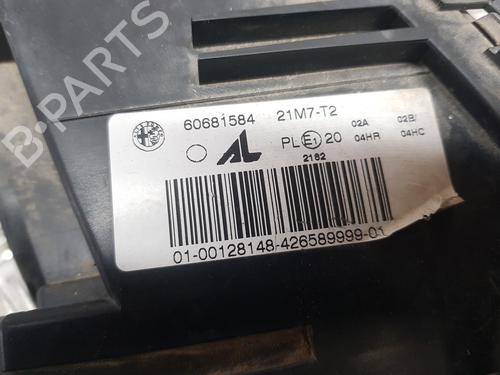 B-PARTS
60681584 21M7-T2 02A 02B/
AL PL E1 20 04HR 04HC
2182
01-00128148-426589999-01